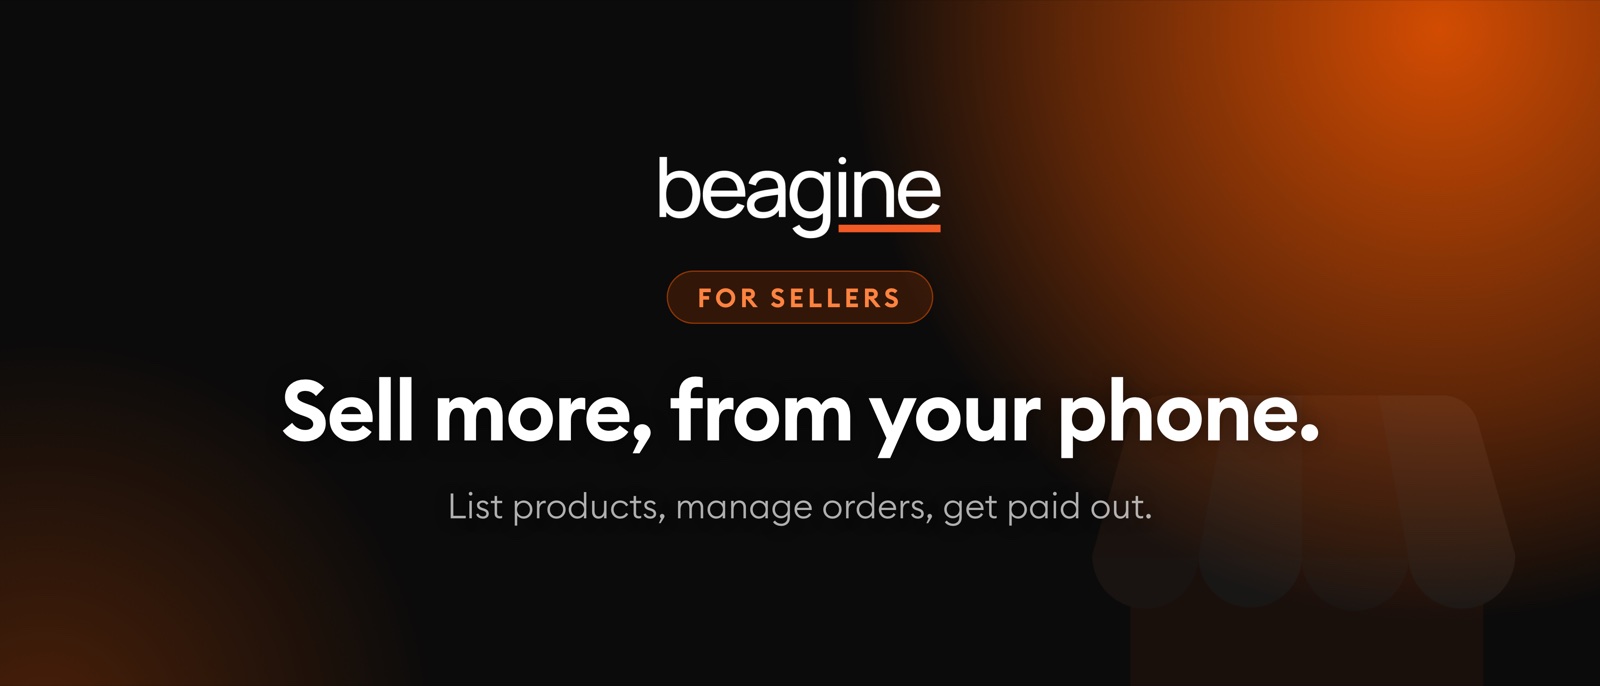 beagine
FOR SELLERS
Sell more, from your phone.
List products, manage orders, get paid out.